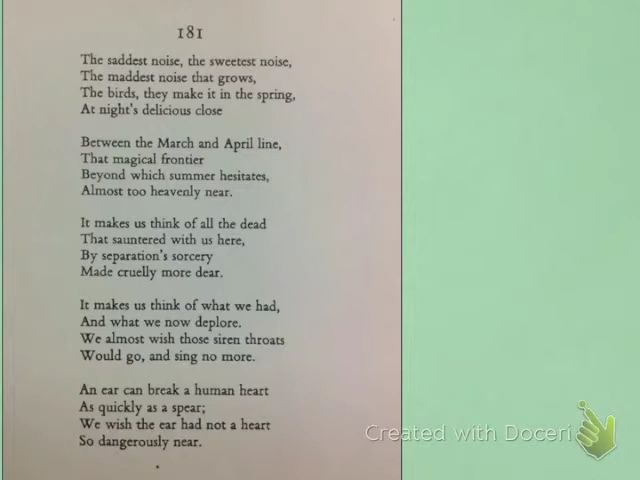 181
The saddest noise, the sweetest noise,
The maddest noise that grows,
The birds, they make it in the spring,
At night's delicious close
Between the March and April line,
That magical frontier
Beyond which summer hesitates,
Almost too heavenly near.
It makes us think of all the dead
That sauntered with us here,
By separation's sorcery
Made cruelly more dear.
It makes us think of what we had,
And what we now deplore.
We almost wish those siren throats
Would go, and sing no more.
An ear can break a human heart
As quickly as a spear;
We wish the ear had not a heart
So dangerously near.
Created with Doceri